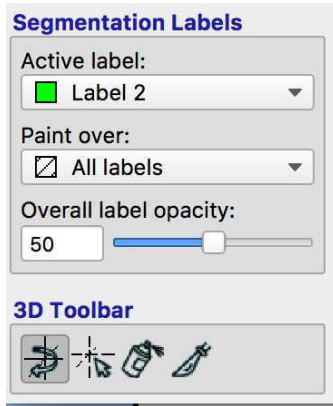 Segmentation Labels
Active label:
Label 2
Paint over:
All labels
Overall label opacity:
50
3D Toolbar